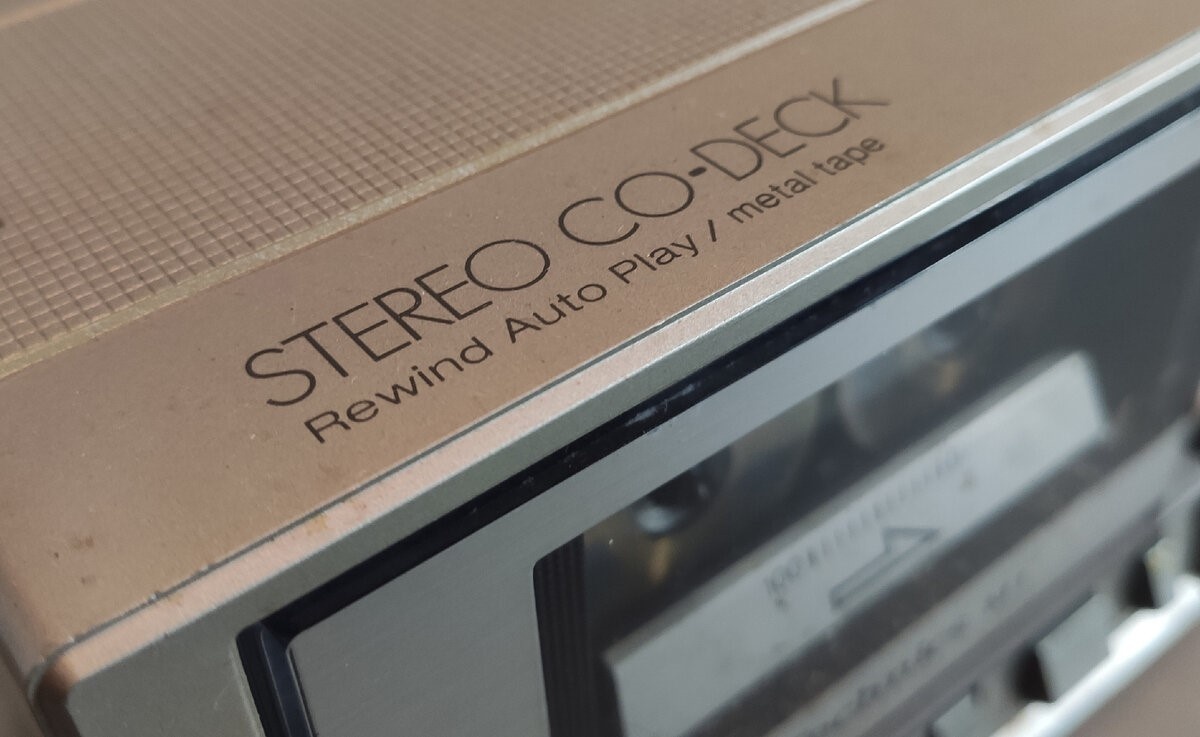 STEREO CO-DECK
Rewind Auto Play / metal tape